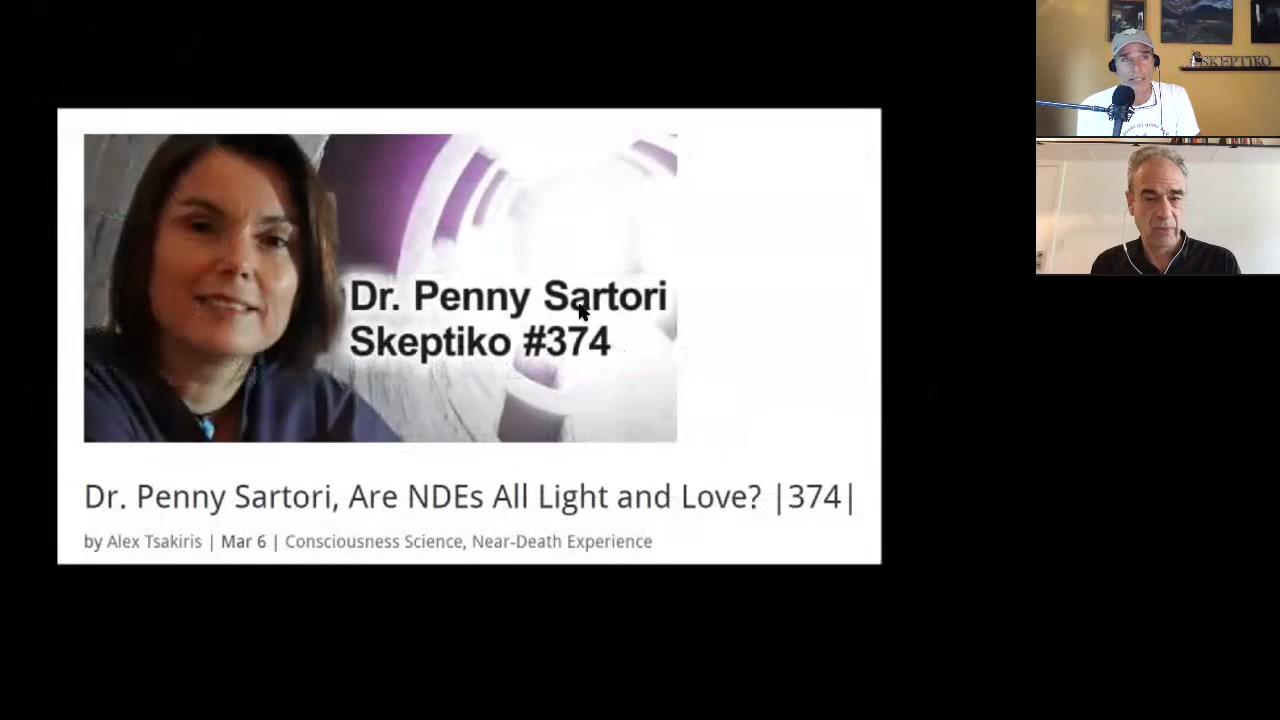 Dr. Penny Sartori
Skeptiko #374
Dr. Penny Sartori, Are NDEs All Light and Love? |374|
by Alex Tsakiris | Mar 6 | Consciousness Science, Near-Death Experience
SKEPTIKO